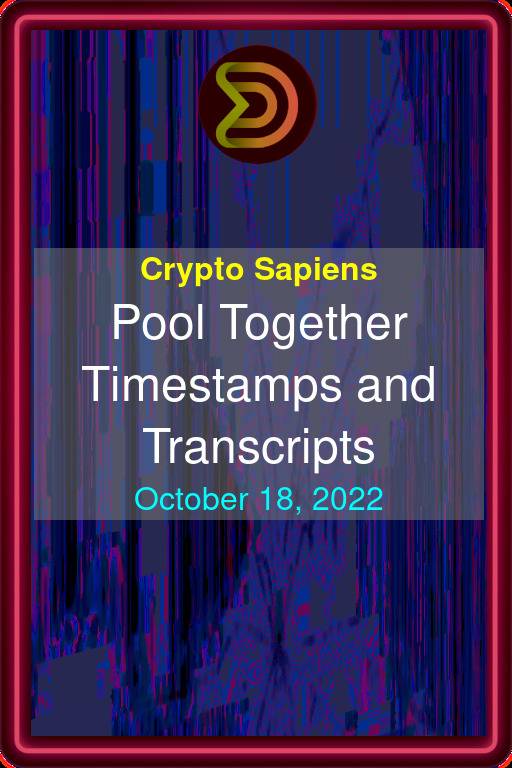 Crypto Sapiens
Pool Together
Timestamps and
Transcripts
October 18, 2022